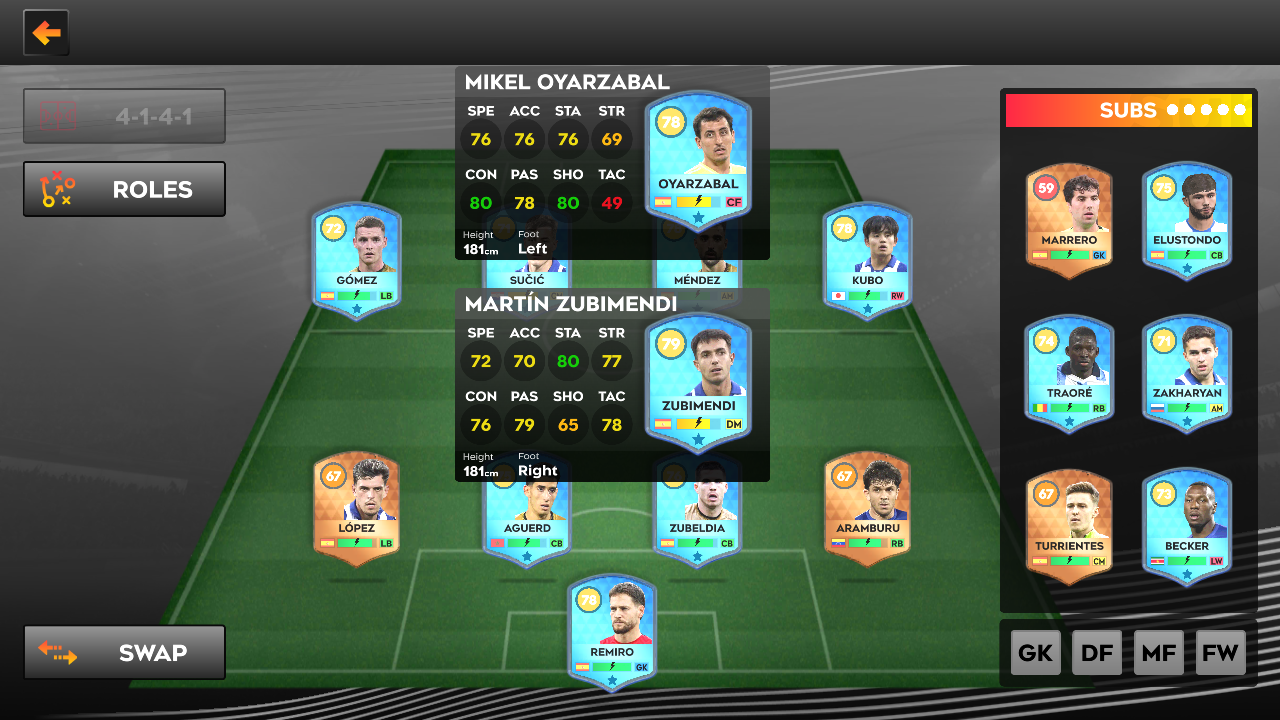 4-1-4-1
ROLES
MIKEL OYARZABAL
SPE ACC STA STR
76 76 76 69
CON PAS SHO TAC
80 78 80 49
Height Foot
181cm Left
78
OYARZABAL
CF
MARTÍN ZUBIMENDI
SPE ACC STA STR
72 70 80 77
CON PAS SHO TAC
76 79 65 78
Height Foot
181cm Right
79
ZUBIMENDI
DM
72
GÓMEZ
LB
SUČIĆ
MÉNDEZ
AM
78
KUBO
RW
67
LÓPEZ
LB
AGUERD
CB
ZUBELDIA
CB
67
ARAMBURU
RB
78
REMIRO
GK
SUBS
59
MARRERO
GK
75
ELUSTONDO
CB
74
TRAORÉ
RB
71
ZAKHARYAN
AM
67
TURRIENTES
CM
73
BECKER
LW
SWAP
GK DF MF FW